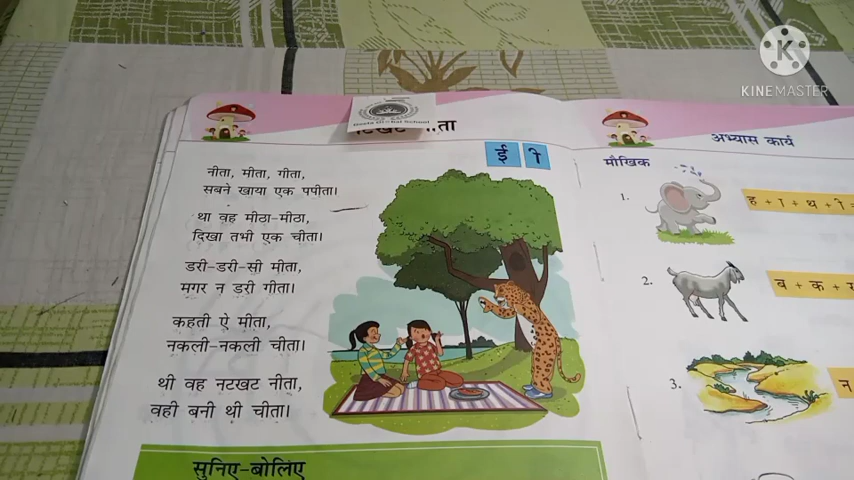 KINEMASTER
ई ी
नीता, मीता, गीता,
सबने खाया एक पपीता।
था वह मीठा-मीठा,
दिखा तभी एक चीता।
डरी-डरी-सी मीता,
मगर न डरी गीता।
कहती ऐ मीता,
नकली-नकली चीता।
थी वह नटखट नीता,
वही बनी थी चीता।
सुनिए-बोलिए
अभ्यास कार्य
मौखिक
1.
ह + ा + थ + ी =
2.
ब + क +
3.
न